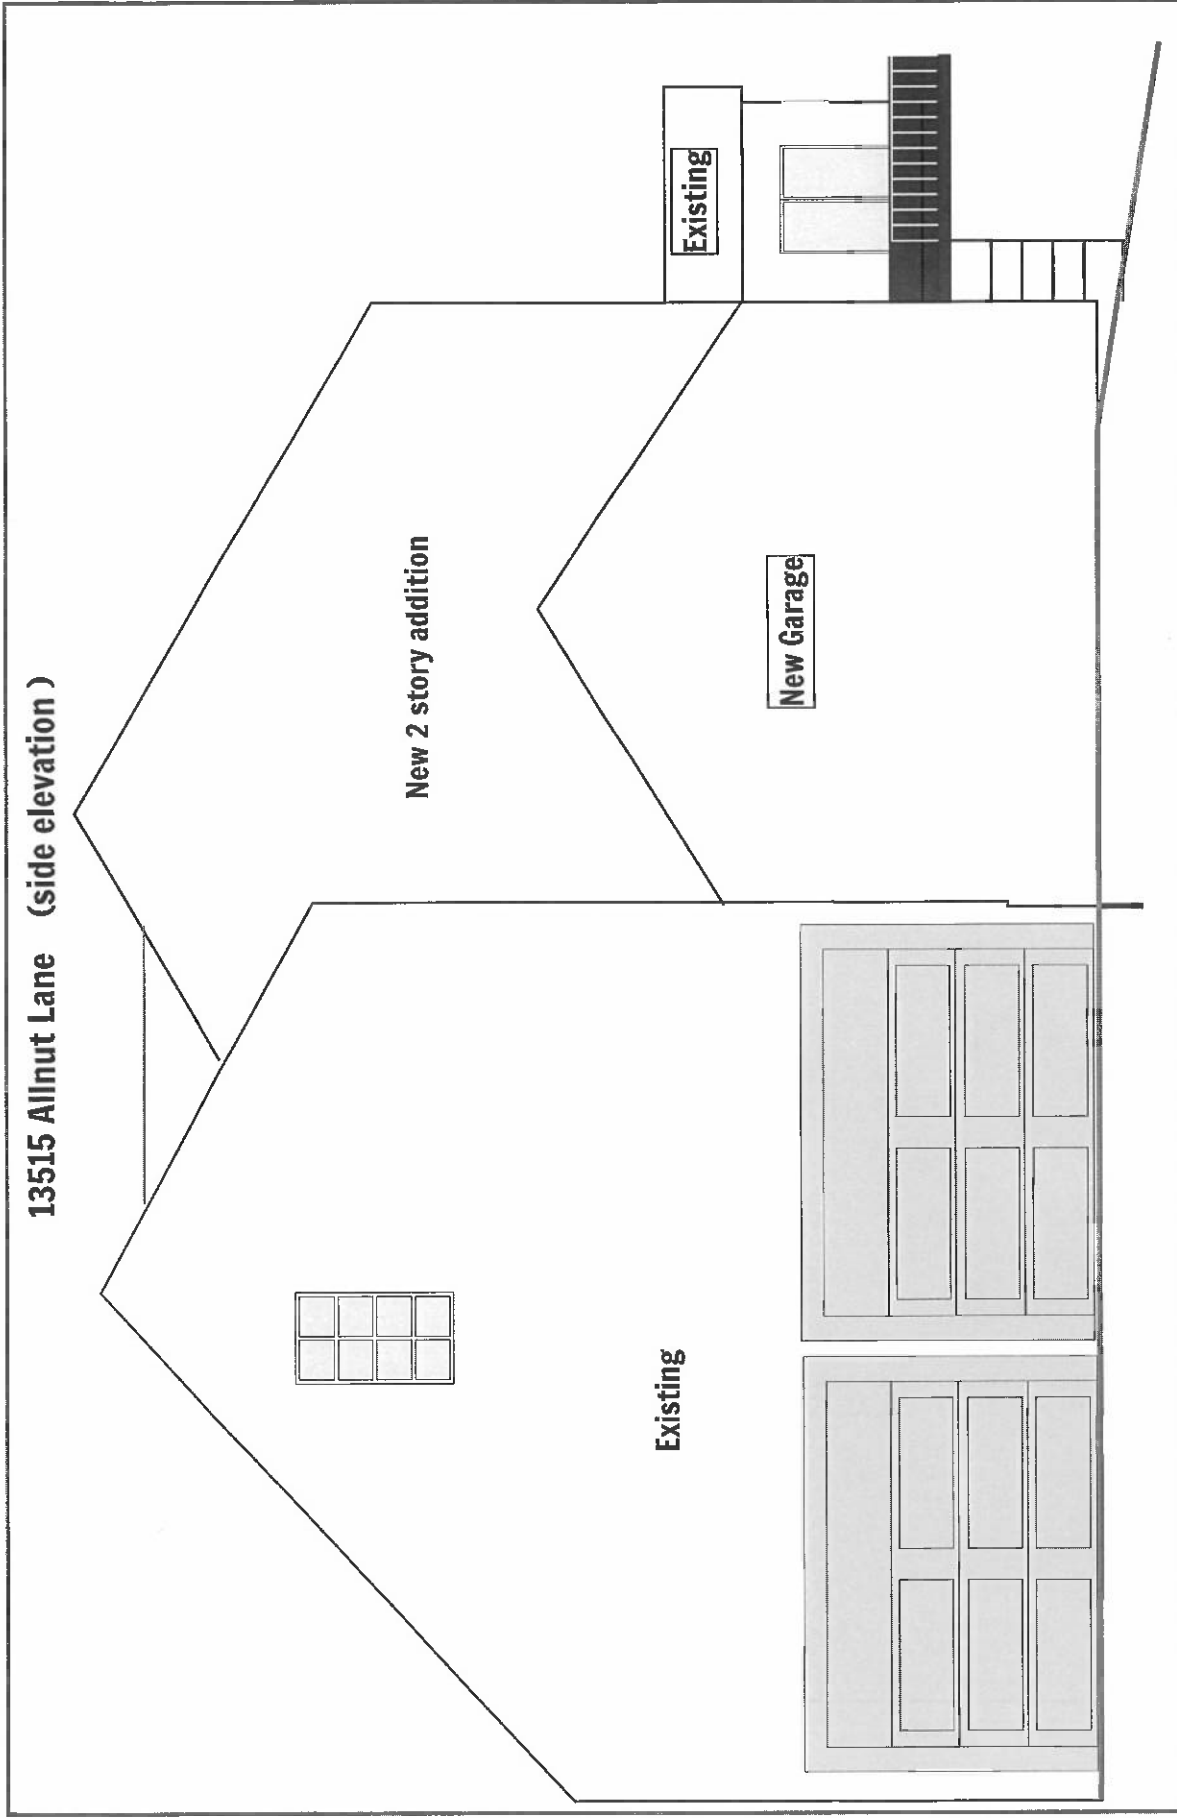 13515 Allnut Lane (side elevation )
New 2 story addition
Existing
Existing
New Garage